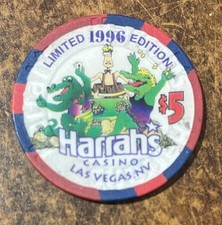 LIMITED 1996 EDITION
$5
Harrahs
CASINO
LAS VEGAS, NV